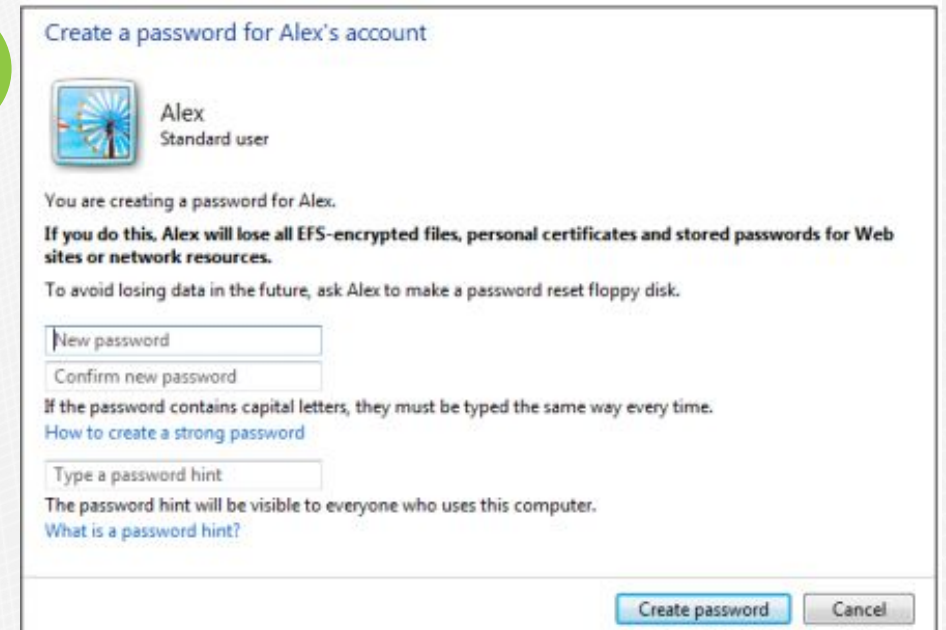 Create a password for Alex's account
Alex
Standard user
You are creating a password for Alex.
If you do this, Alex will lose all EFS-encrypted files, personal certificates and stored passwords for Web
sites or network resources.
To avoid losing data in the future, ask Alex to make a password reset floppy disk.
New password
Confirm new password
If the password contains capital letters, they must be typed the same way every time.
How to create a strong password
Type a password hint
The password hint will be visible to everyone who uses this computer.
What is a password hint?
Create password Cancel